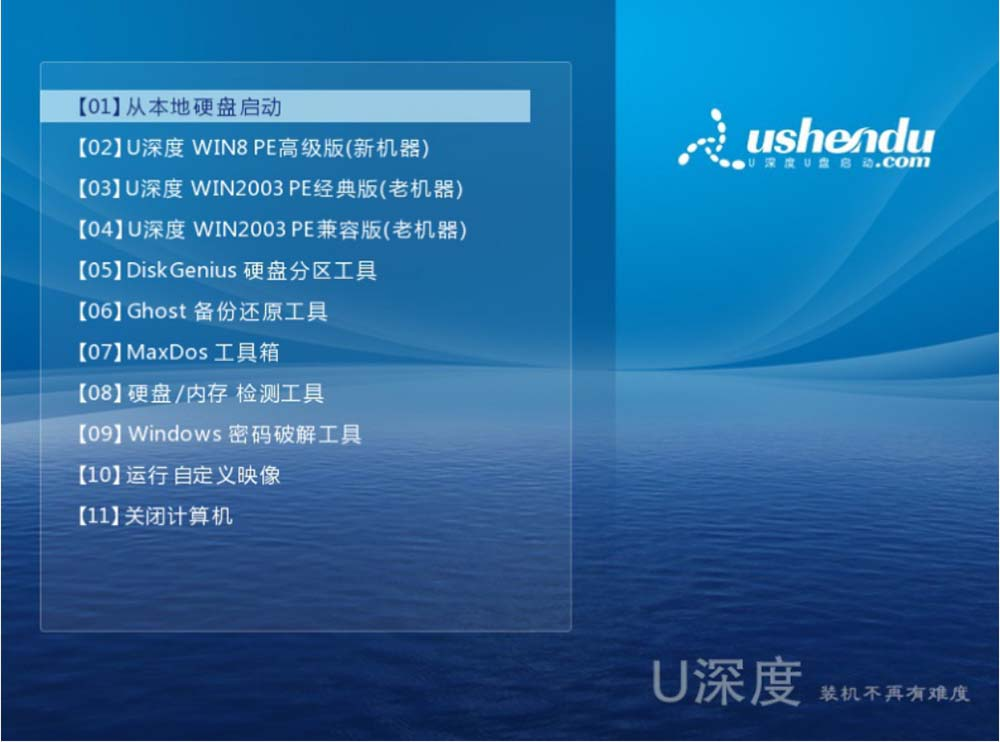 【01】从本地硬盘启动
【02】U深度 WIN8 PE高级版(新机器)
【03】U深度 WIN2003 PE经典版(老机器)
【04】U深度 WIN2003 PE兼容版(老机器)
【05】DiskGenius 硬盘分区工具
【06】Ghost 备份还原工具
【07】MaxDos 工具箱
【08】硬盘/内存 检测工具
【09】Windows 密码破解工具
【10】运行自定义映像
【11】关闭计算机
ushendu
U深度U盘启动.com
U深度 装机不再有难度